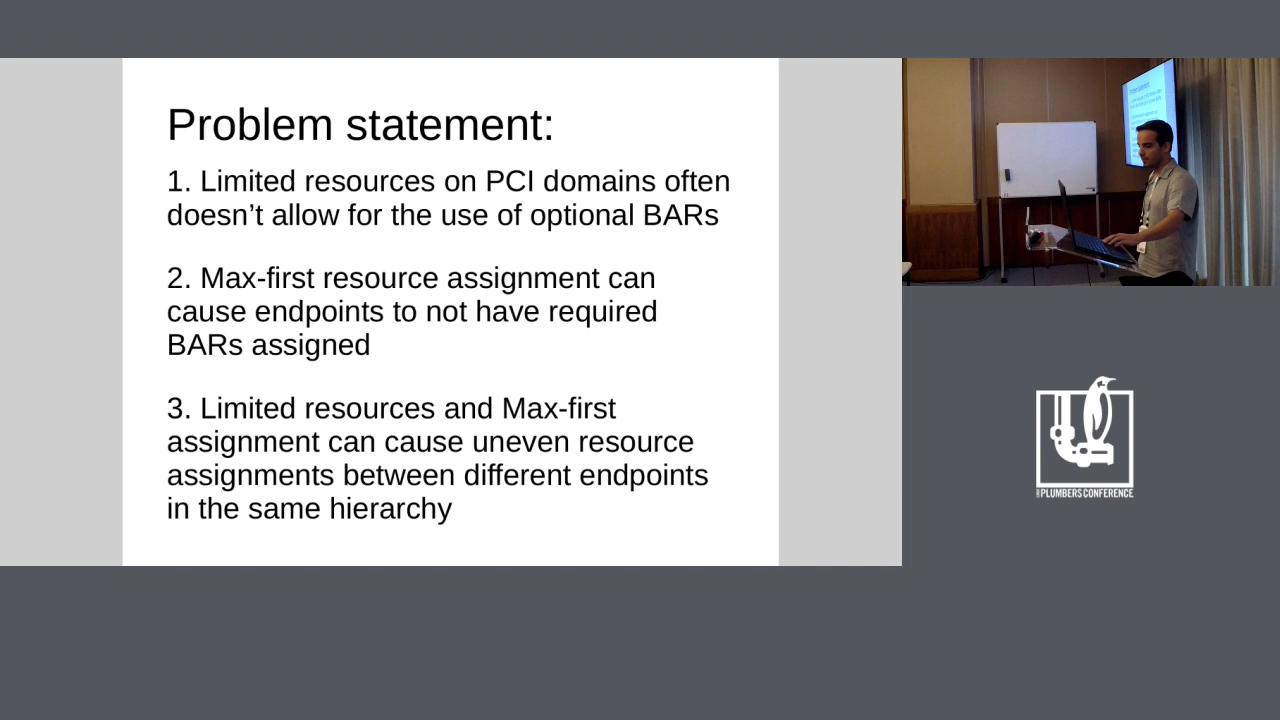 Problem statement:
1. Limited resources on PCI domains often
doesn’t allow for the use of optional BARs
2. Max-first resource assignment can
cause endpoints to not have required
BARs assigned
3. Limited resources and Max-first
assignment can cause uneven resource
assignments between different endpoints
in the same hierarchy
PLUMBERS CONFERENCE